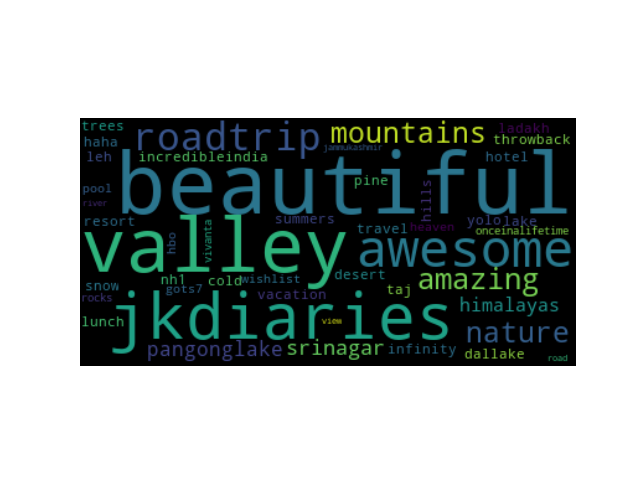 trees roadtrip mountains ladakh
haha jammukashmir throwback
leh incredibleindia hotel
pool beautiful pine hills
river
resort summers travel heaven yolo lake
valley hbo vivanta awesome onceinalifetime
snow nh1 cold wishlist desert amazing
rocks gots7 vacation taj himalayas
lunch jkdiaries view nature
pangonglake srinagar infinity dallake road